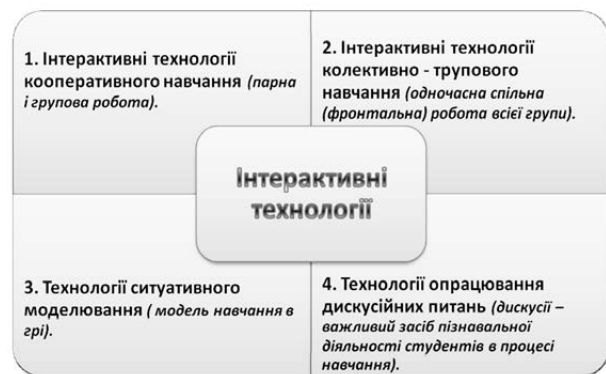 1. Інтерактивні технології
кооперативного навчання (парна
і групова робота).
2. Інтерактивні технології
колективно - трупового
навчання (одночасна спільна
(фронтальна) робота всієї групи).
Інтерактивні
технології
3. Технології ситуативного
моделювання ( модель навчання в
грі).
4. Технології опрацювання
дискусійних питань (дискусії –
важливий засіб пізнавальної
діяльності студентів в процесі
навчання).